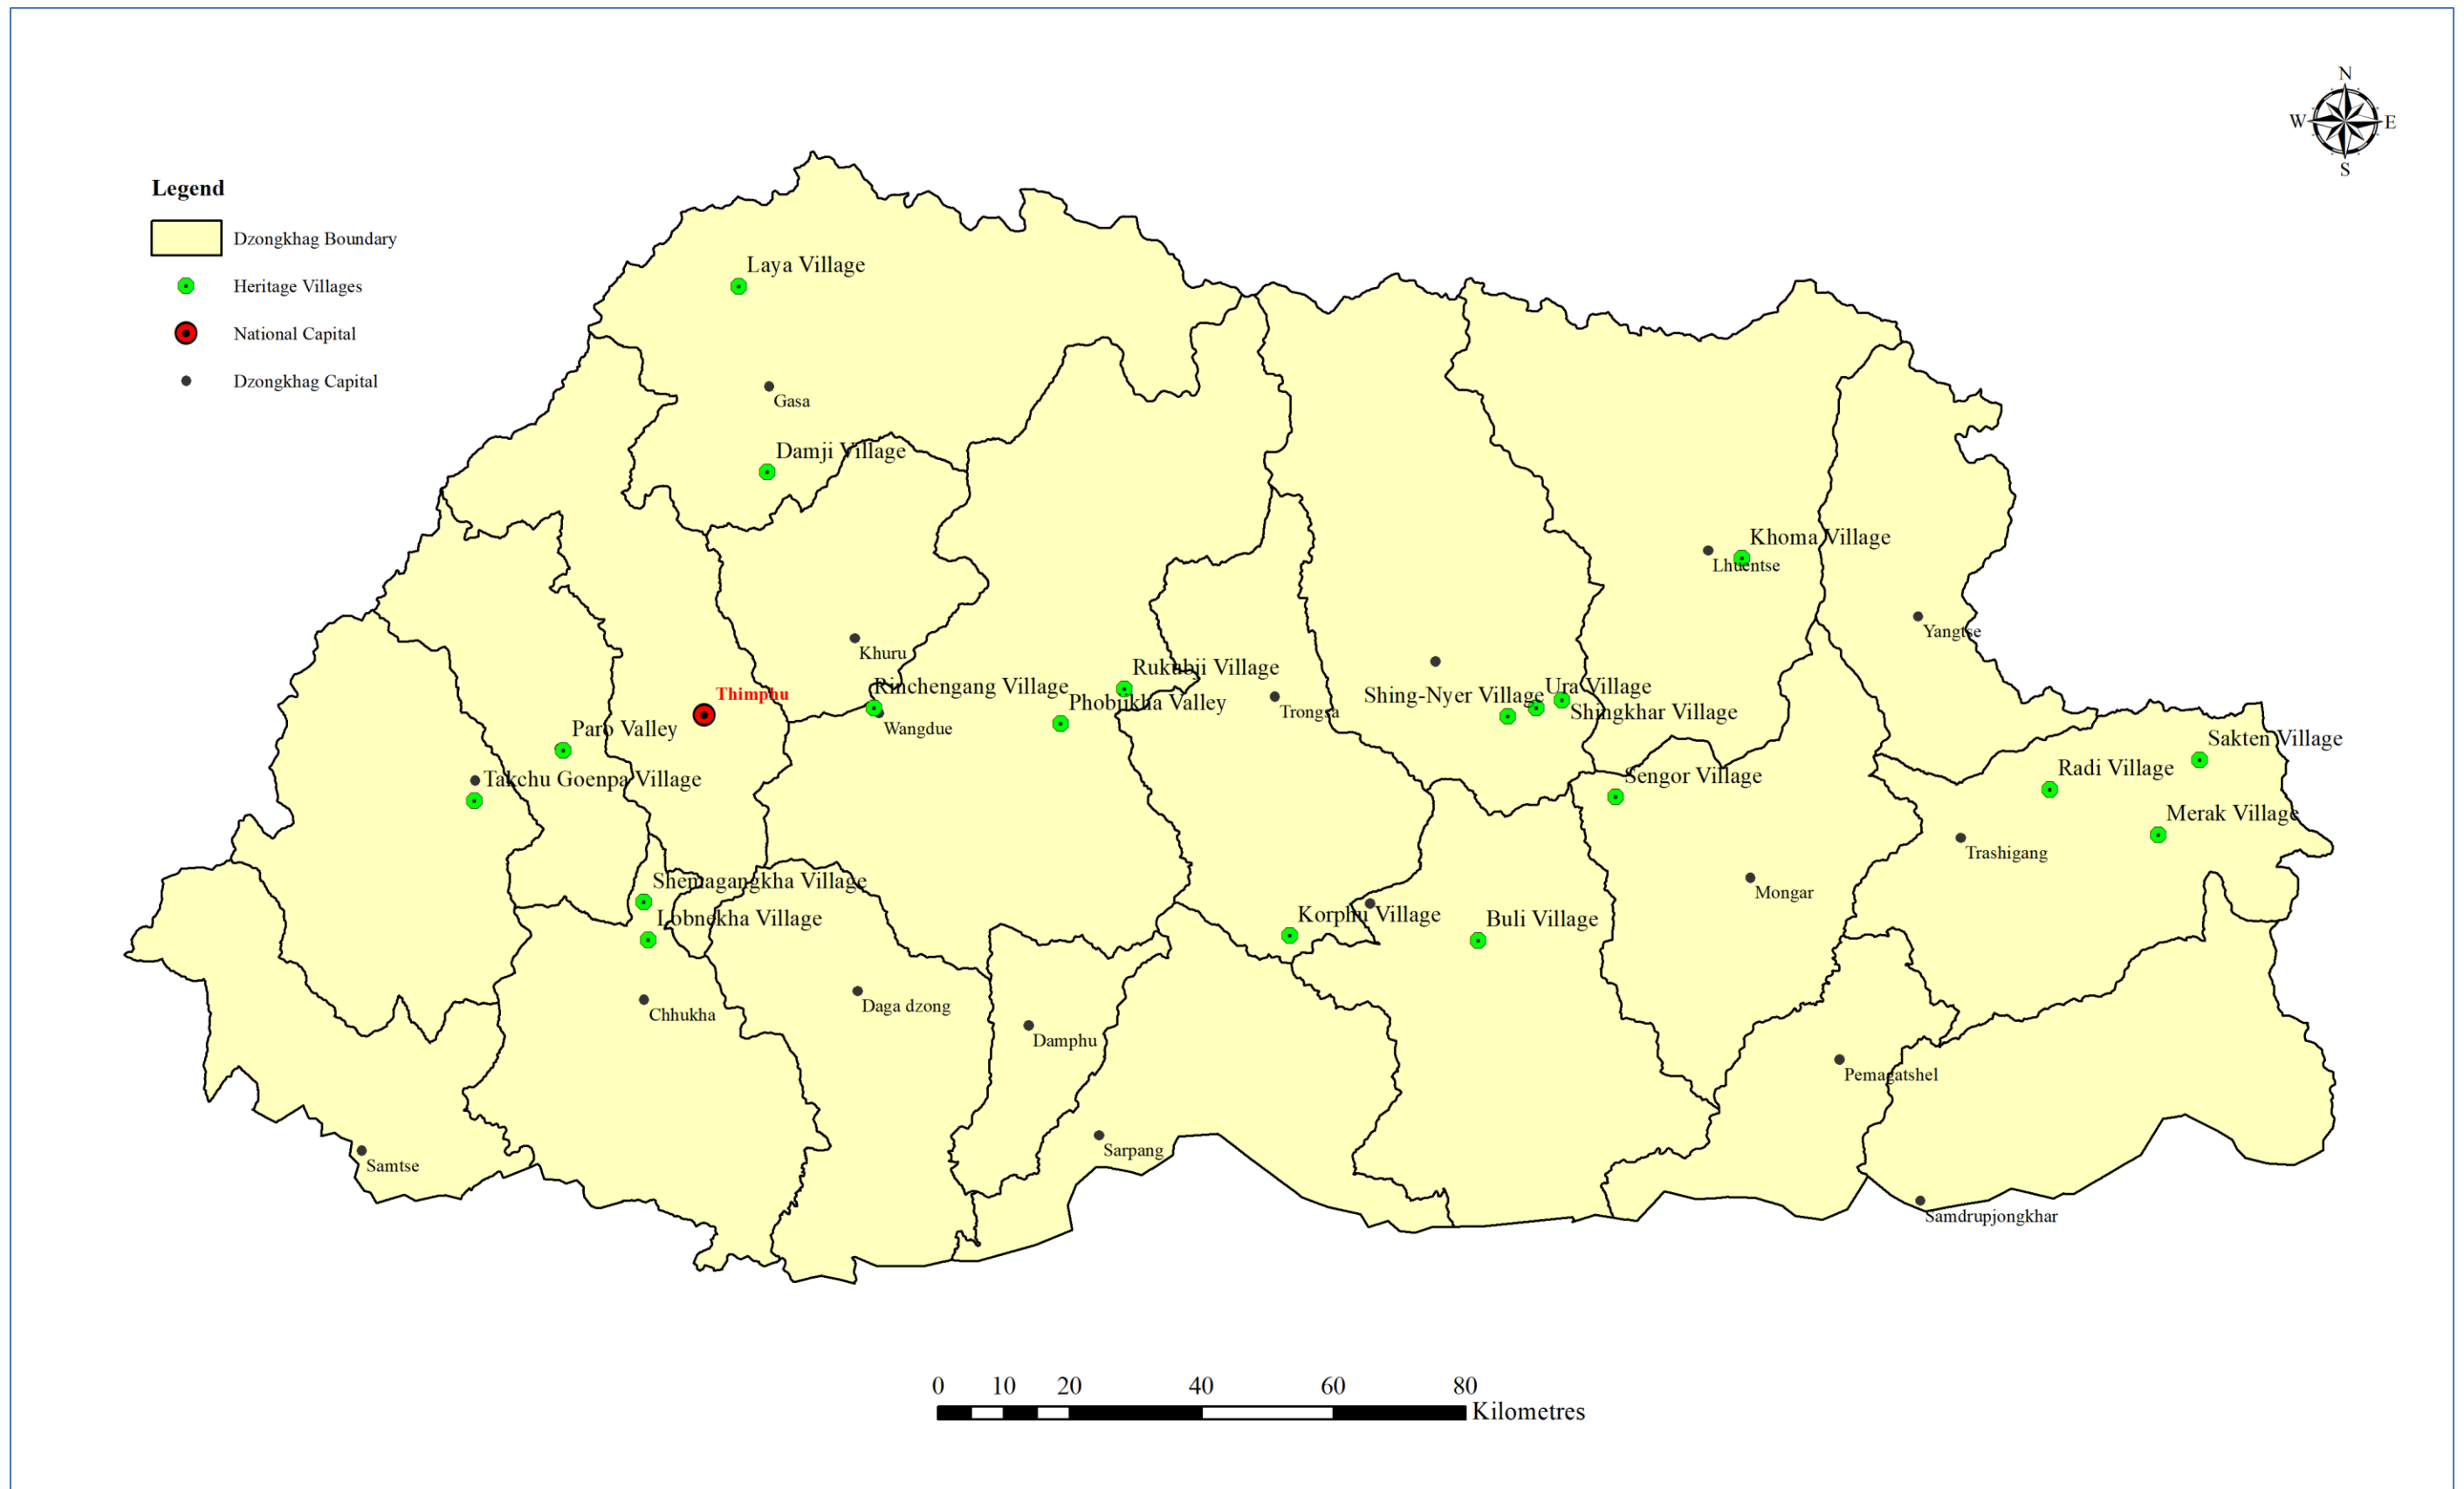 N
W E
S
Legend
Dzongkhag Boundary
Heritage Villages
National Capital
Dzongkhag Capital
Laya Village
Gasa
Damji Village
Khoma Village
Lhuentse
Yangtse
Khuru
Rukubji Village
Rinchengang Village
Thimphu
Phobjikha Valley
Wangdue
Trongsa
Shing-Nyer Village
Ura Village
Shingkhar Village
Paro Valley
Takchu Goenpa Village
Sengor Village
Sakten Village
Radi Village
Merak Village
Trashigang
Mongar
Shemagangkha Village
Lobnekha Village
Korphu Village
Buli Village
Chhukha
Daga dzong
Damphu
Pemagatshel
Samtse
Sarpang
Samdrupjongkhar
0 10 20 40 60 80
Kilometres